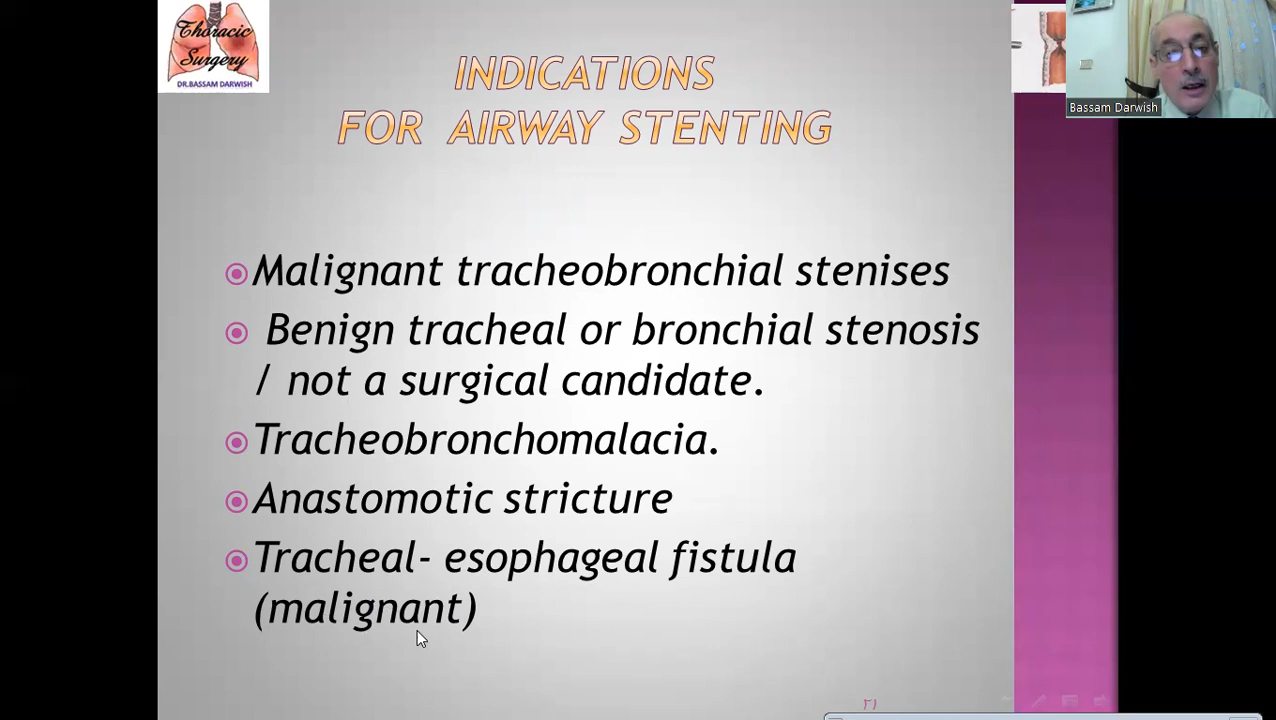 Thoracic
Surgery
DR.BASSAM DARWISH
INDICATIONS
FOR AIRWAY STENTING
Bassam Darwish
Malignant tracheobronchial stenises
Benign tracheal or bronchial stenosis
/ not a surgical candidate.
Tracheobronchomalacia.
Anastomotic stricture
Tracheal- esophageal fistula
(malignant)
٢١